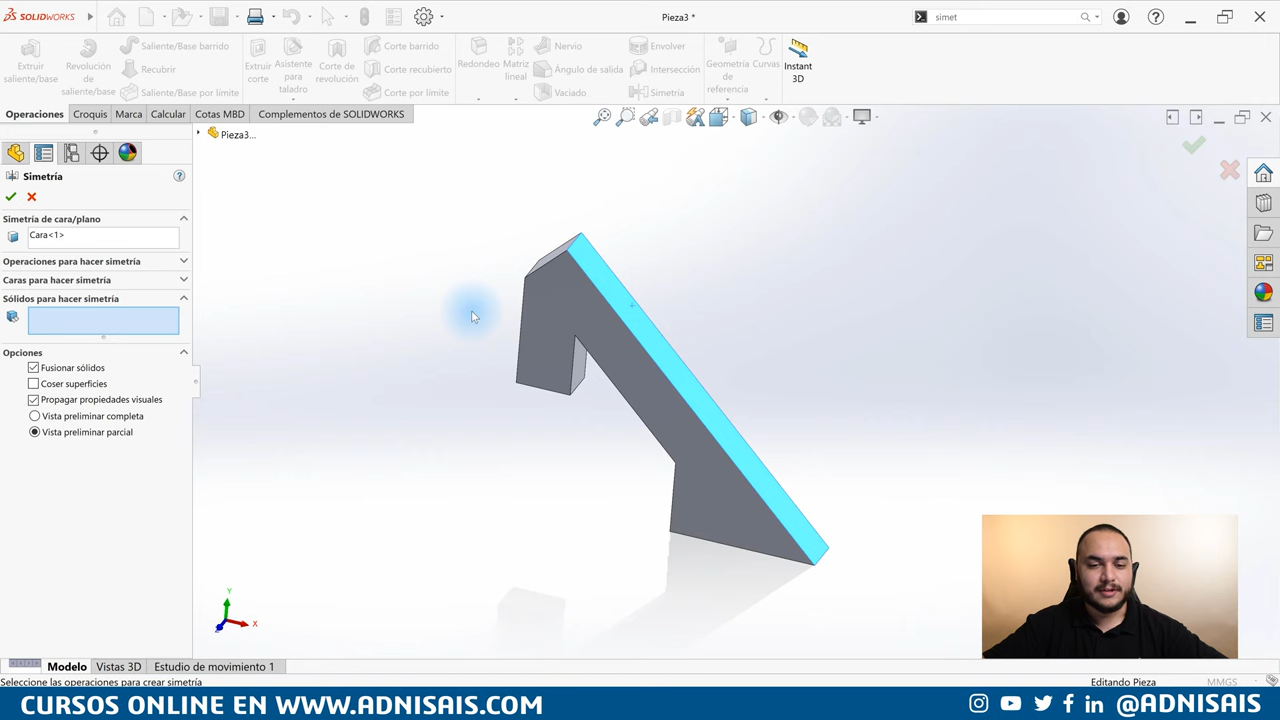 SOLIDWORKS
Pieza3 *
simet
Extruir saliente/base
Revolución de saliente/base
Saliente/Base barrido
Recubrir
Saliente/Base por límite
Extruir corte
Asistente para taladro
Corte de revolución
Corte barrido
Corte recubierto
Corte por límite
Redondeo
Matriz lineal
Nervio
Ángulo de salida
Vaciado
Envolver
Intersección
Simetría
Geometría de referencia
Curvas
Instant 3D
Operaciones
Croquis
Marca
Calcular
Cotas MBD
Complementos de SOLIDWORKS
Pieza3...
Simetría
Simetría de cara/plano
Cara<1>
Operaciones para hacer simetría
Caras para hacer simetría
Sólidos para hacer simetría
Opciones
Fusionar sólidos
Coser superficies
Propagar propiedades visuales
Vista preliminar completa
Vista preliminar parcial
Y
X
Z
Modelo
Vistas 3D
Estudio de movimiento 1
Seleccione las operaciones para crear simetría
Editando Pieza
MMGS
CURSOS ONLINE EN WWW.ADNISAIS.COM
@ADNISAIS